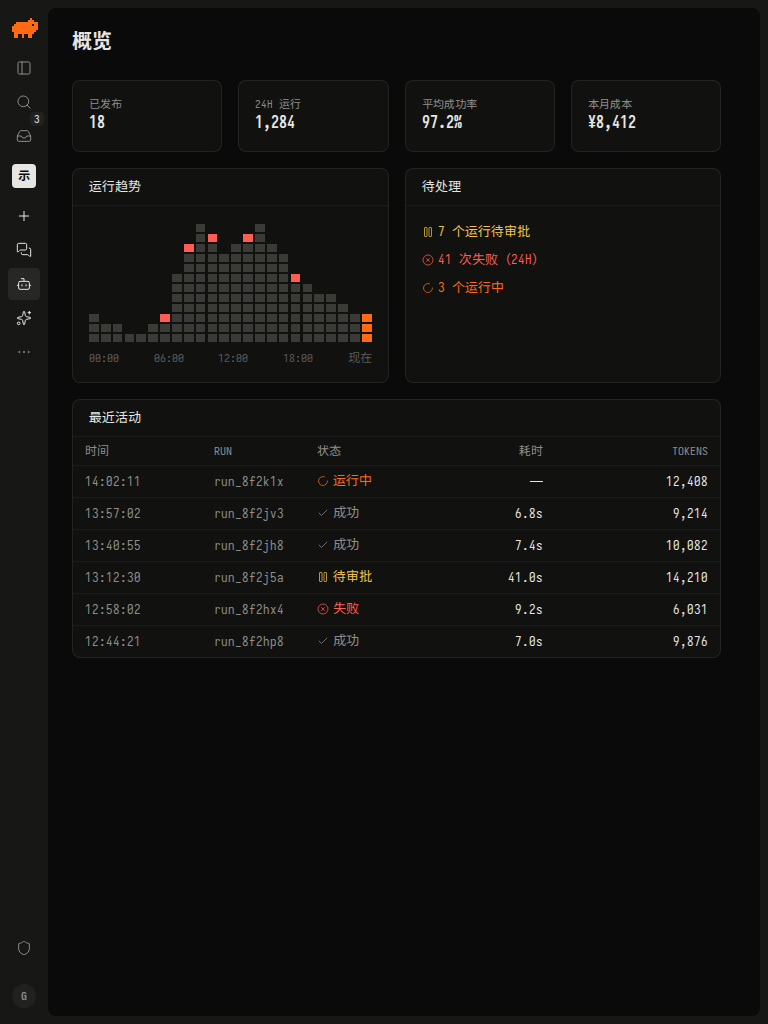 概览
3
示
已发布
18
24H 运行
1,284
平均成功率
97.2%
本月成本
¥8,412
运行趋势
00:00 06:00 12:00 18:00 现在
待处理
7 个运行待审批
41 次失败 (24H)
3 个运行中
最近活动
时间 RUN 状态 耗时 TOKENS
14:02:11 run_8f2k1x 运行中 — 12,408
13:57:02 run_8f2jv3 成功 6.8s 9,214
13:40:55 run_8f2jh8 成功 7.4s 10,082
13:12:30 run_8f2j5a 待审批 41.0s 14,210
12:58:02 run_8f2hx4 失败 9.2s 6,031
12:44:21 run_8f2hp8 成功 7.0s 9,876
G